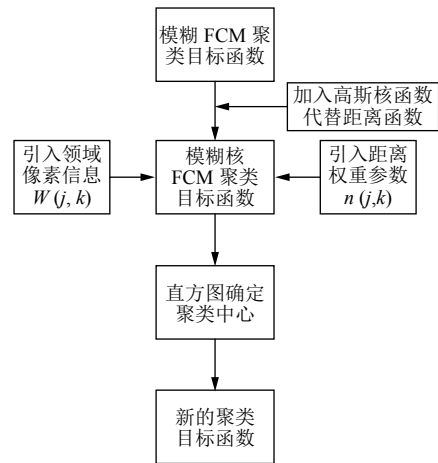 模糊 FCM 聚
类目标函数
加入高斯核函数
代替距离函数
引入领域
像素信息
W (j, k)
模糊核
FCM 聚类
目标函数
引入距离
权重参数
n (j,k)
直方图确定
聚类中心
新的聚类
目标函数